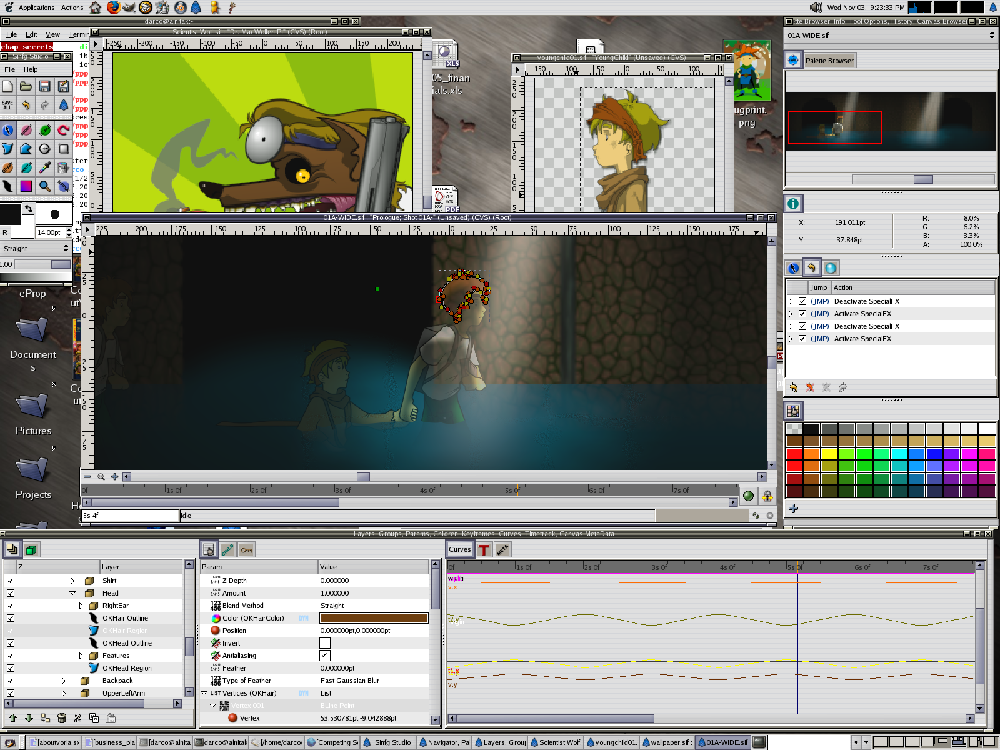 Applications Actions
Wed Nov 03, 9:23:33 PM
darco@alnitak:~
File Edit View Termin
chap-secrets
Sinfg Studio
File Help
SAVE ALL
R
14.00pt
Straight
1.00
Scientist Wolf.sif : "Dr. MacWolfen PI" (CVS) (Root)
-250 -200 -150 -100 -50 0 50 100 150 200
XLS
05_finan
ials.xls
PDF
youngchild01.sif : "YoungChild" (Unsaved) (CVS)
-150 -100 -50 0 50 100
ugprint.
png
01A-WIDE.sif : "Prologue; Shot 01A-" (Unsaved) (CVS) (Root)
-225 -200 -175 -150 -125 -100 -75 -50 -25 0 25 50 75 100 125 150 175
0f 1s 0f 2s 0f 3s 0f 4s 0f 5s 0f 6s 0f 7s 0f
5s 4f
Idle
eProp
Document
s
Pictures
Projects
ette Browser, Info, Tool Options, History, Canvas Browser
01A-WIDE.sif
Palette Browser
X: 191.011pt
Y: 37.848pt
R: 8.0%
G: 6.2%
B: 3.3%
A: 100.0%
Jump Action
(JMP) Deactivate SpecialFX
(JMP) Activate SpecialFX
(JMP) Deactivate SpecialFX
(JMP) Activate SpecialFX
Layers, Groups, Params, Children, Keyframes, Curves, Timetrack, Canvas MetaData
Z Layer
Shirt
Head
RightEar
OKHair Outline
OKHair Region
OKHead Outline
Features
OKHead Region
Backpack
UpperLeftArm
CHILD
Param Value
Z Depth 0.000000
Amount 1.000000
Blend Method Straight
Color (OKHairColor) DYN
Position 0.000000pt,0.000000pt
Invert
Antialiasing
Feather 0.000000pt
Type of Feather Fast Gaussian Blur
LIST Vertices (OKHair) DYN List
BLINE POINT Vertex 001 BLine Point
Vertex 53.530781pt,-9.042888pt
Curves T META
0f 1s 0f 2s 0f 3s 0f 4s 0f 5s 0f 6s 0f 7s 0f
v.x
t2.y
v.y
[aboutvoria.sx
[business_pla
[darco@alnita
darco@alnitak
[/home/darco/
[Competing S
Sinfg Studio
Navigator, Pa
Layers, Group
Scientist Wolf.
youngchild01.
wallpaper.sif :
01A-WIDE.sif